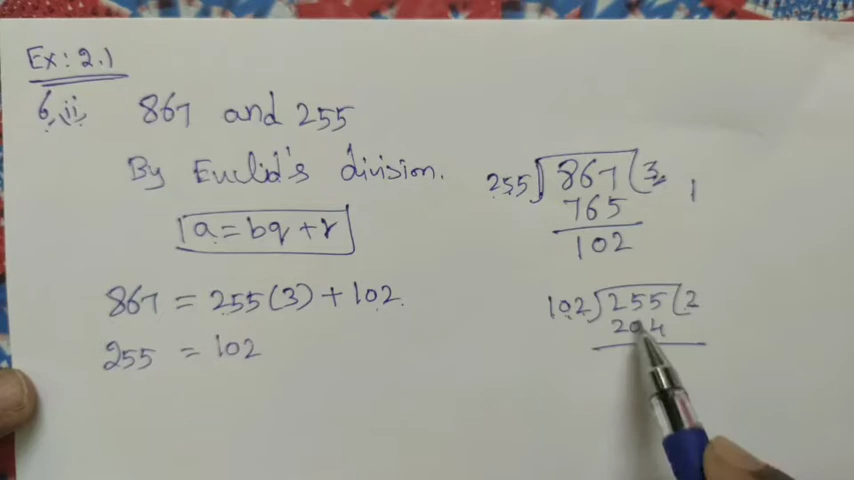 Ex: 2.1
6, ii 867 and 255
By Euclid's division.
a = bq + r
867 = 255 (3) + 102
255 = 102
255) 867 (3
765
102
1
102) 255 (2
204